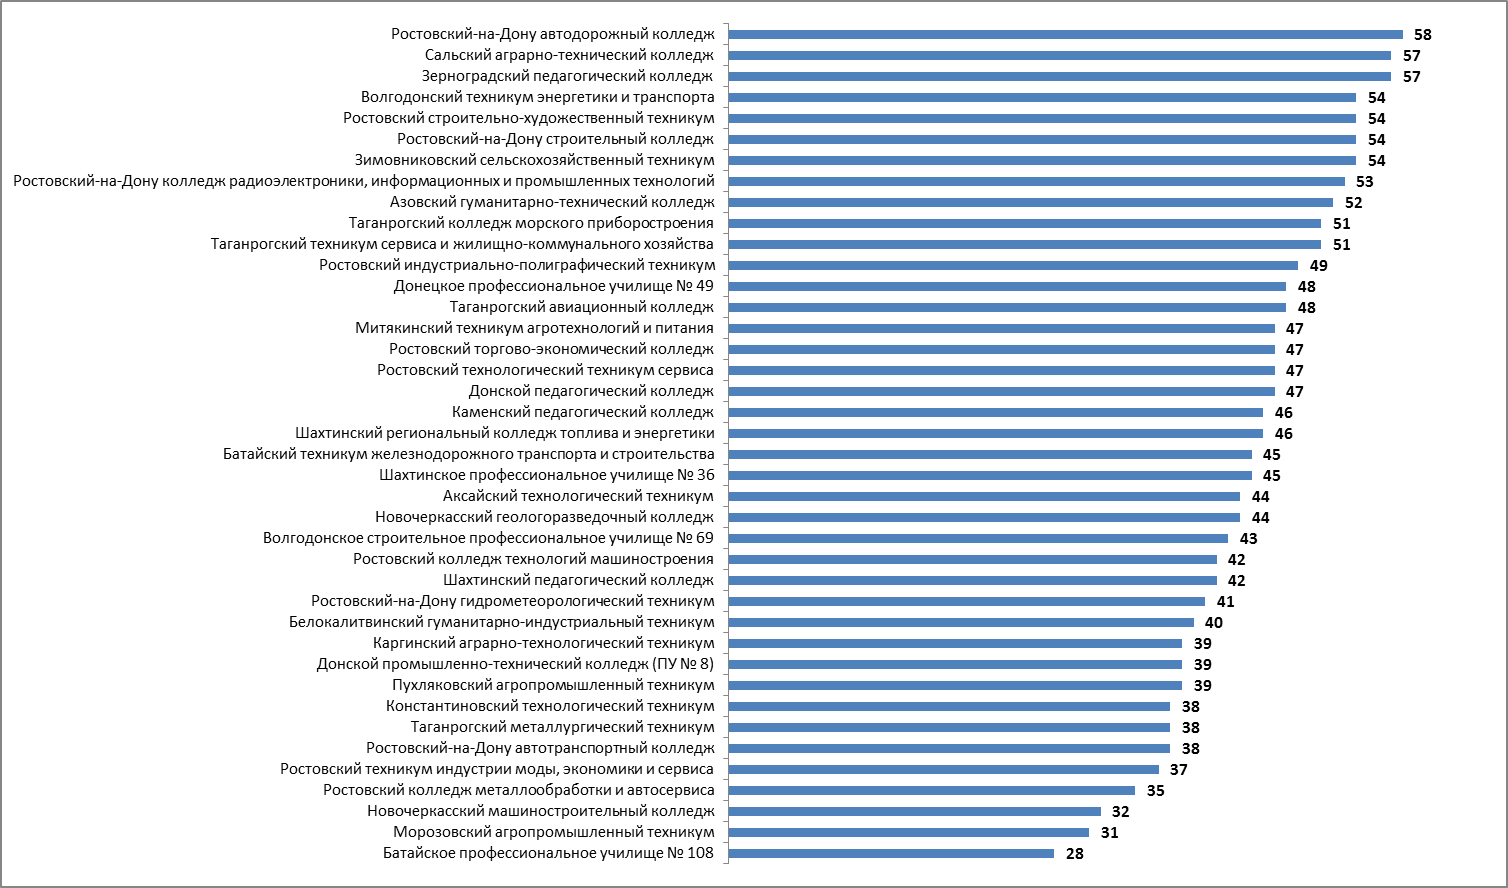 Ростовский-на-Дону автодорожный колледж 58
Сальский аграрно-технический колледж 57
Зерноградский педагогический колледж 57
Волгодонский техникум энергетики и транспорта 54
Ростовский строительно-художественный техникум 54
Ростовский-на-Дону строительный колледж 54
Зимовниковский сельскохозяйственный техникум 54
Ростовский-на-Дону колледж радиоэлектроники, информационных и промышленных технологий 53
Азовский гуманитарно-технический колледж 52
Таганрогский колледж морского приборостроения 51
Таганрогский техникум сервиса и жилищно-коммунального хозяйства 51
Ростовский индустриально-полиграфический техникум 49
Донецкое профессиональное училище № 49 48
Таганрогский авиационный колледж 48
Митякинский техникум агротехнологий и питания 47
Ростовский торгово-экономический колледж 47
Ростовский технологический техникум сервиса 47
Донской педагогический колледж 47
Каменский педагогический колледж 46
Шахтинский региональный колледж топлива и энергетики 46
Батайский техникум железнодорожного транспорта и строительства 45
Шахтинское профессиональное училище № 36 45
Аксайский технологический техникум 44
Новочеркасский геологоразведочный колледж 44
Волгодонское строительное профессиональное училище № 69 43
Ростовский колледж технологий машиностроения 42
Шахтинский педагогический колледж 42
Ростовский-на-Дону гидрометеорологический техникум 41
Белокалитвинский гуманитарно-индустриальный техникум 40
Каргинский аграрно-технологический техникум 39
Донской промышленно-технический колледж (ПУ № 8) 39
Пухляковский агропромышленный техникум 39
Константиновский технологический техникум 38
Таганрогский металлургический техникум 38
Ростовский-на-Дону автотранспортный колледж 38
Ростовский техникум индустрии моды, экономики и сервиса 37
Ростовский колледж металлообработки и автосервиса 35
Новочеркасский машиностроительный колледж 32
Морозовский агропромышленный техникум 31
Батайское профессиональное училище № 108 28